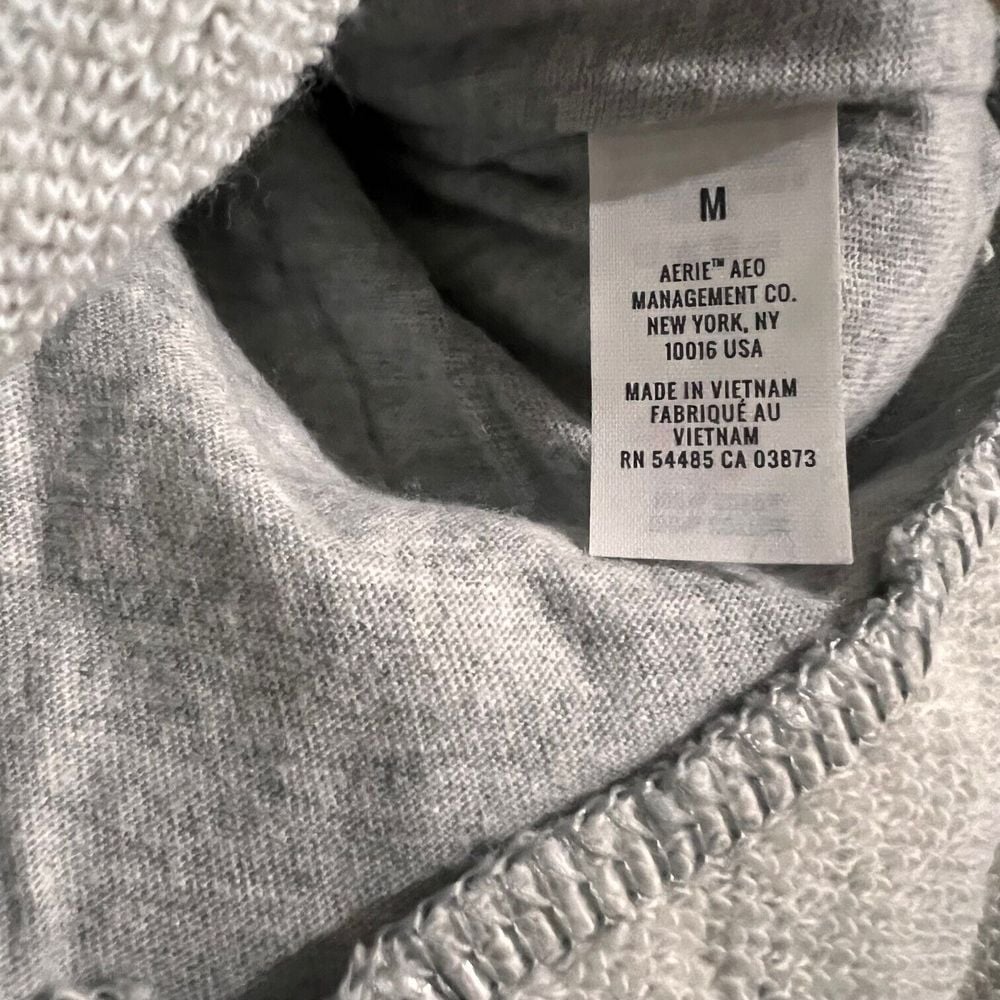 M
AERIE™ AEO
MANAGEMENT CO.
NEW YORK, NY
10016 USA
MADE IN VIETNAM
FABRIQUÉ AU
VIETNAM
RN 54485 CA 03873